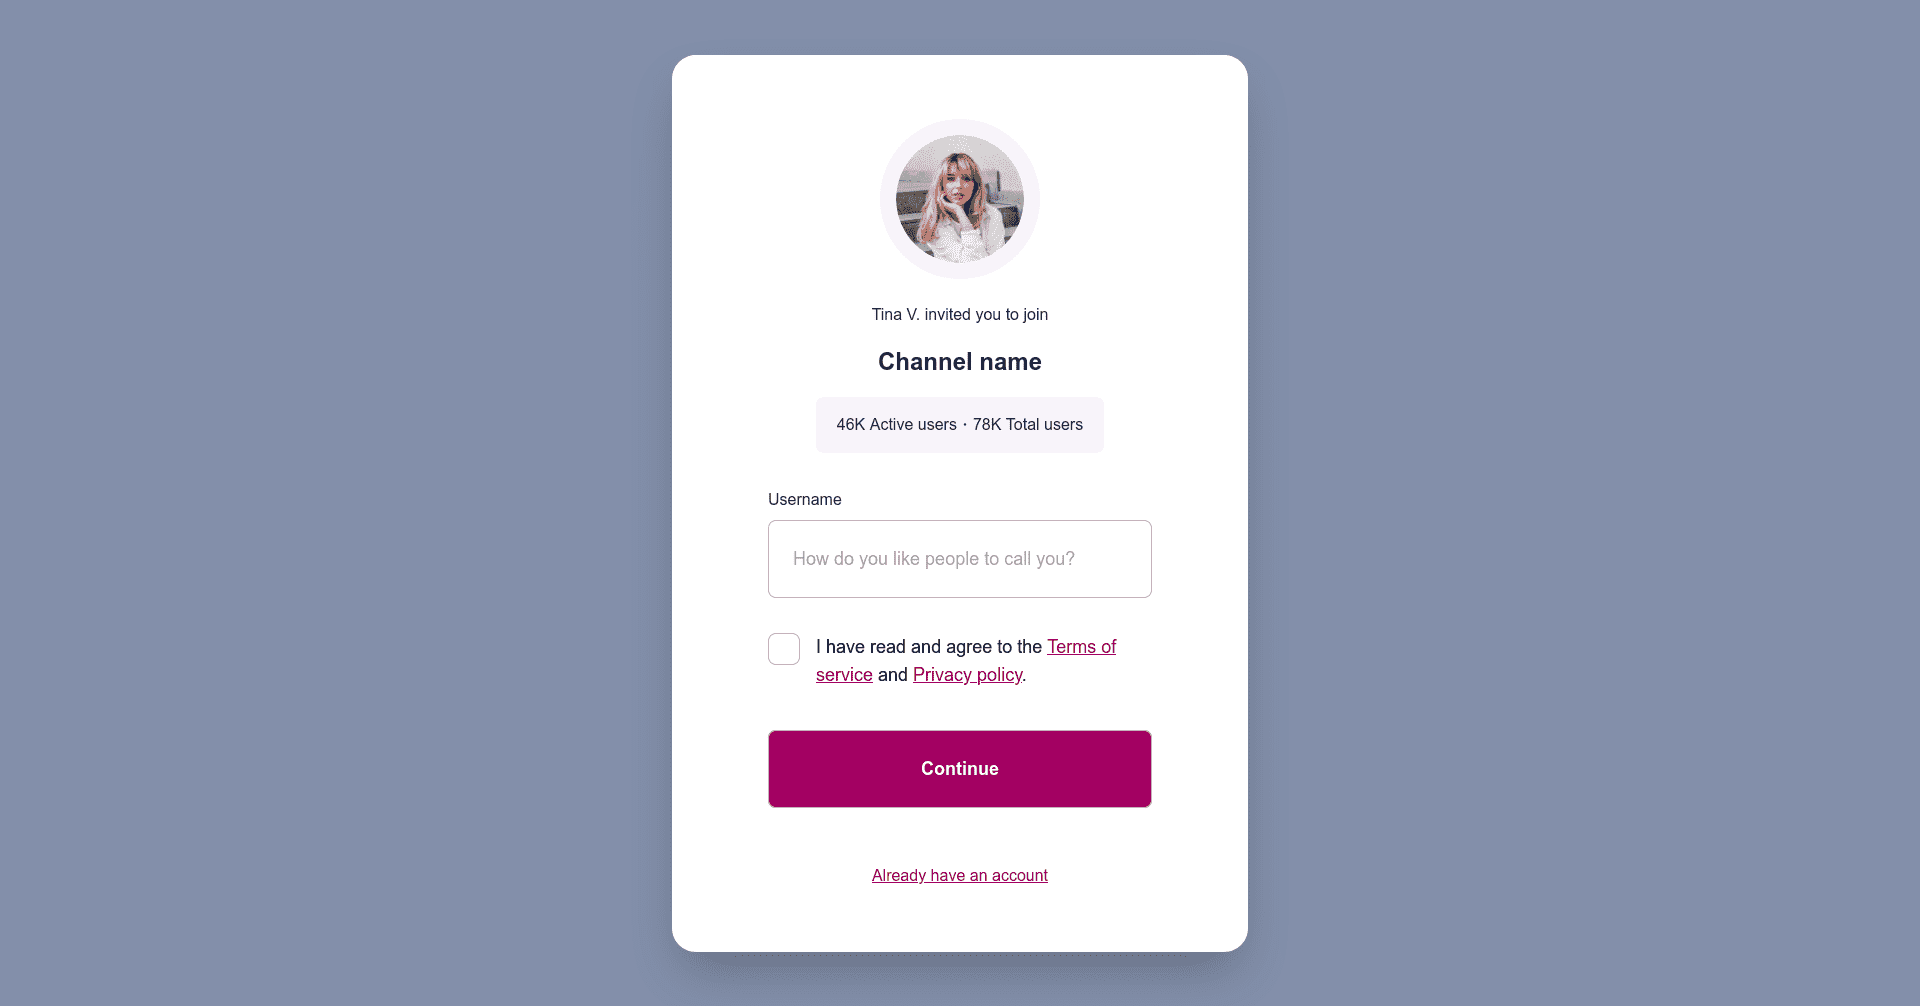 Tina V. invited you to join
Channel name
46K Active users · 78K Total users
Username
How do you like people to call you?
I have read and agree to the Terms of
service and Privacy policy.
Continue
Already have an account